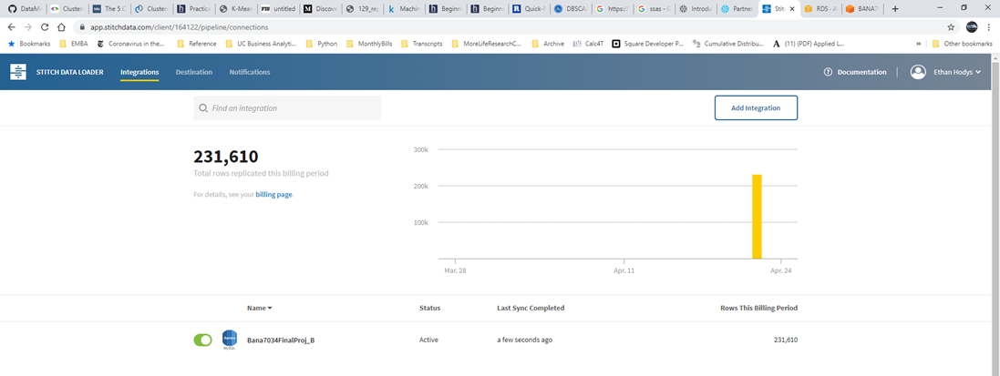 DataMi
Cluster
The 5 C
Cluster
Practic
K-Mean
untitled
Discove
129_re
Machin
Beginne
Beginne
Quick-R
DBSCAN
https://
ssas - G
Introdu
Partner
Stitc
RDS - A
BANA7
app.stitchdata.com/client/164122/pipeline/connections
Bookmarks
EMBA
Coronavirus in the...
Reference
UC Business Analyti...
Python
MonthlyBills
Transcripts
MoreLifeResearchC...
Archive
Calc4T
Square Developer P...
Cumulative Distribu...
(11) (PDF) Applied L...
Other bookmarks
STITCH DATA LOADER
Integrations
Destination
Notifications
Documentation
Ethan Hodys
Find an integration
Add Integration
231,610
Total rows replicated this billing period
For details, see your billing page.
300k
200k
100k
Mar. 28
Apr. 11
Apr. 24
Name
Status
Last Sync Completed
Rows This Billing Period
Bana7034FinalProj_B
Active
a few seconds ago
231,610